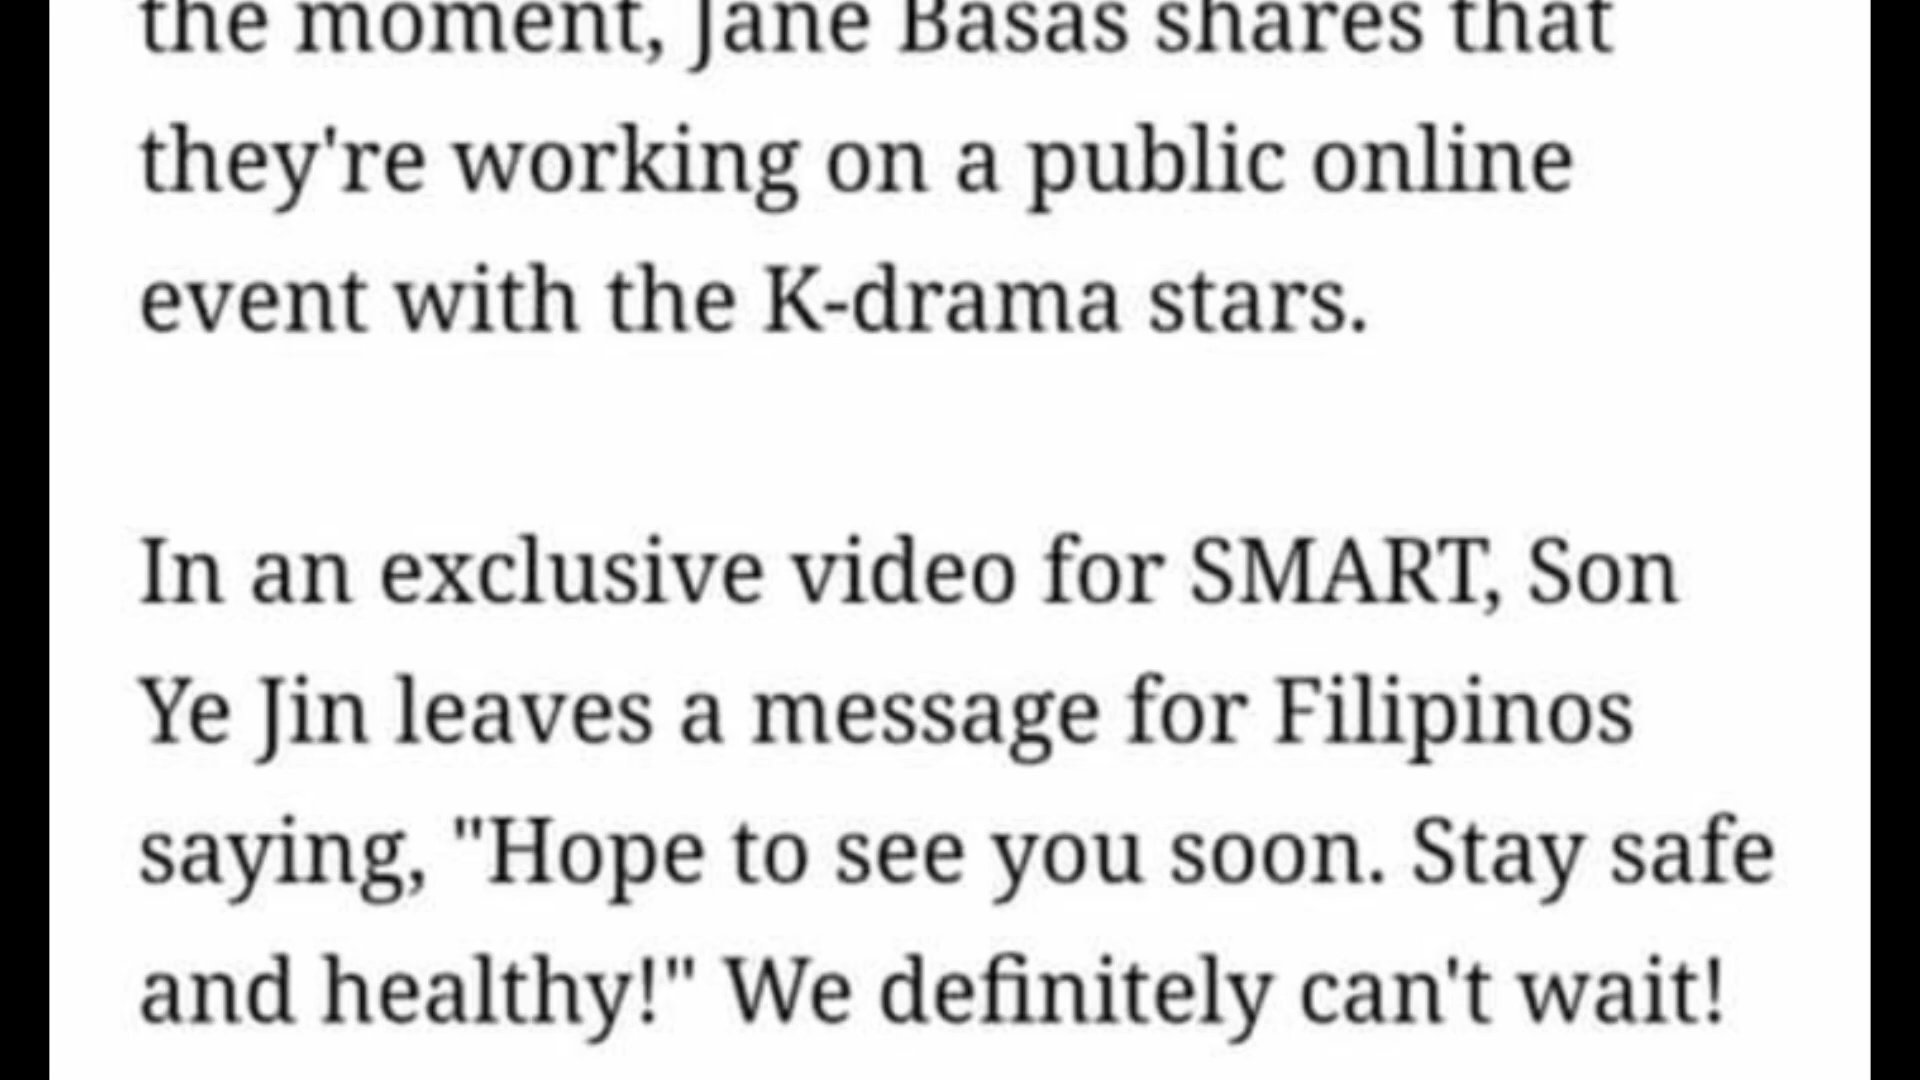 the moment, Jane Basas shares that
they're working on a public online
event with the K-drama stars.
In an exclusive video for SMART, Son
Ye Jin leaves a message for Filipinos
saying, "Hope to see you soon. Stay safe
and healthy!" We definitely can't wait!